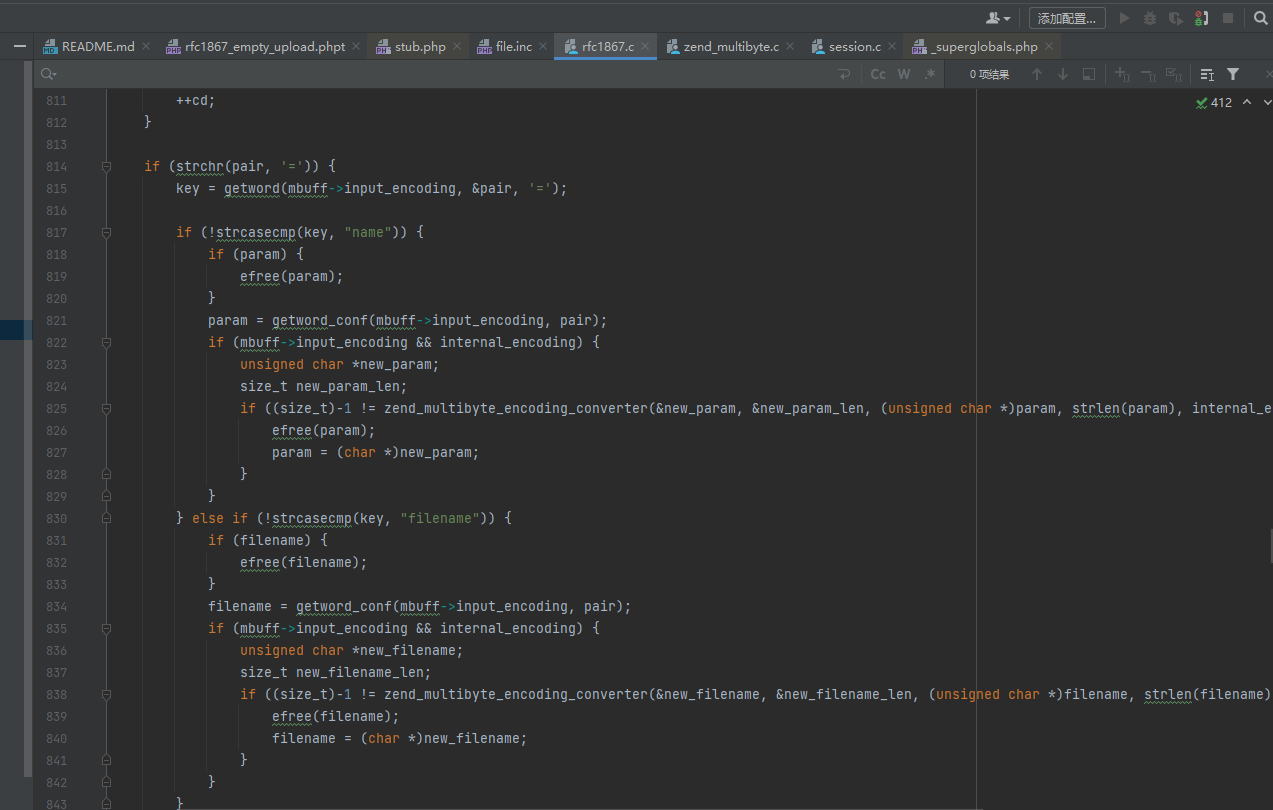 添加配置...
README.md
rfc1867_empty_upload.phpt
stub.php
file.inc
rfc1867.c
zend_multibyte.c
session.c
_superglobals.php
Cc W .* 0 项结果
412
811 ++cd;
812 }
813
814 if (strchr(pair, '=')) {
815 key = getword(mbuff->input_encoding, &pair, '=');
816
817 if (!strcasecmp(key, "name")) {
818 if (param) {
819 efree(param);
820 }
821 param = getword_conf(mbuff->input_encoding, pair);
822 if (mbuff->input_encoding && internal_encoding) {
823 unsigned char *new_param;
824 size_t new_param_len;
825 if ((size_t)-1 != zend_multibyte_encoding_converter(&new_param, &new_param_len, (unsigned char *)param, strlen(param), internal_e
826 efree(param);
827 param = (char *)new_param;
828 }
829 }
830 } else if (!strcasecmp(key, "filename")) {
831 if (filename) {
832 efree(filename);
833 }
834 filename = getword_conf(mbuff->input_encoding, pair);
835 if (mbuff->input_encoding && internal_encoding) {
836 unsigned char *new_filename;
837 size_t new_filename_len;
838 if ((size_t)-1 != zend_multibyte_encoding_converter(&new_filename, &new_filename_len, (unsigned char *)filename, strlen(filename)
839 efree(filename);
840 filename = (char *)new_filename;
841 }
842 }
843 }